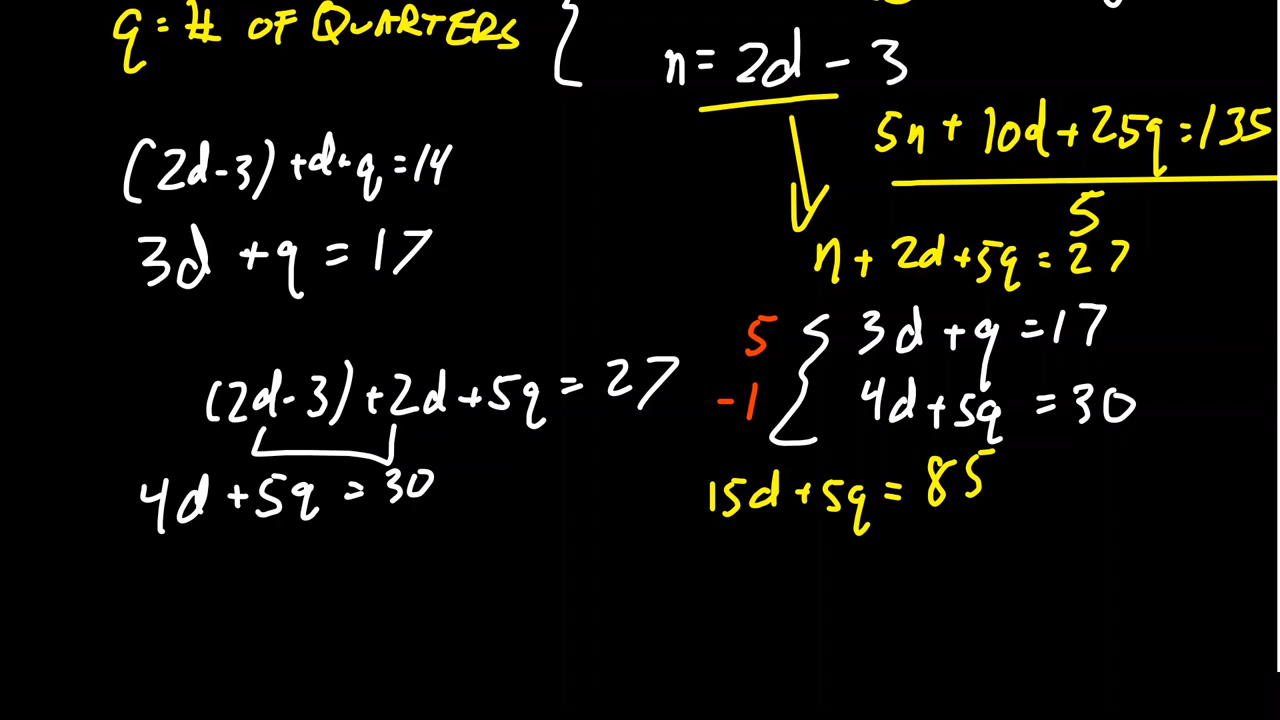 q = # OF QUARTERS
n = 2d - 3
5n + 10d + 25q = 135
5
(2d-3) + d + q = 14
3d + q = 17
n + 2d + 5q = 27
5 3d + q = 17
(2d-3) + 2d + 5q = 27
-1 4d + 5q = 30
4d + 5q = 30
15d + 5q = 85